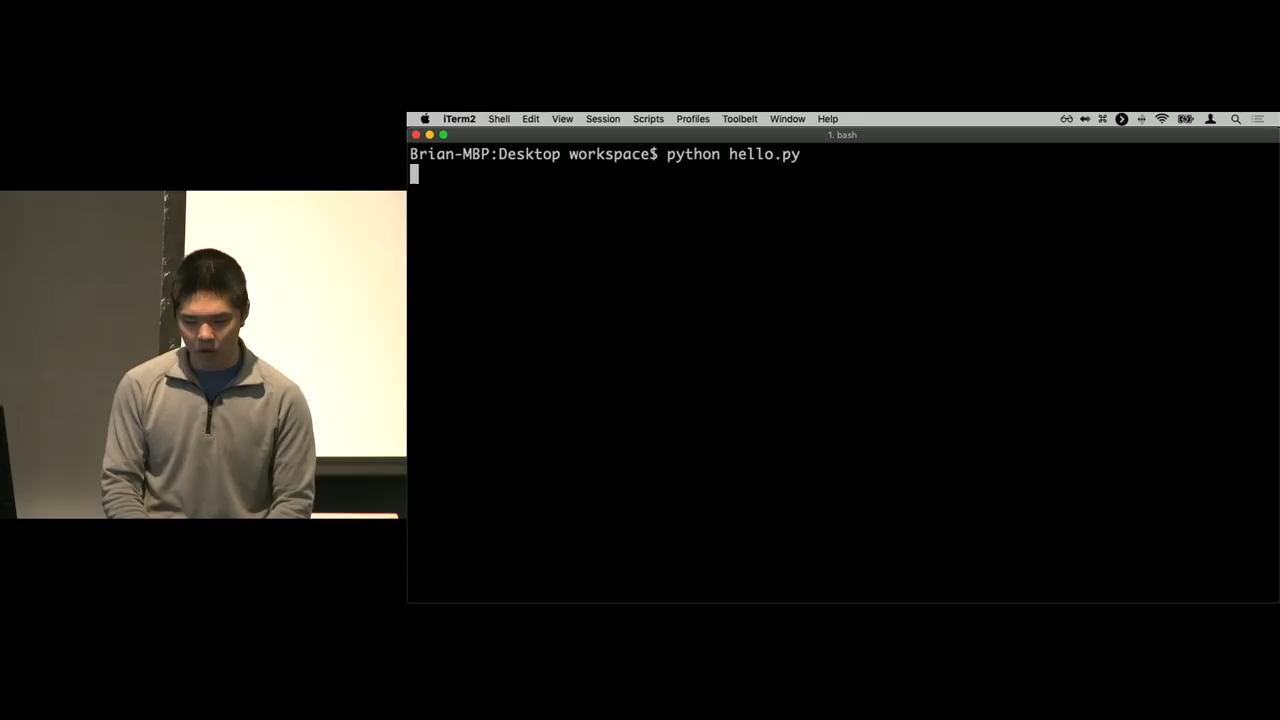 iTerm2 Shell Edit View Session Scripts Profiles Toolbelt Window Help
1. bash
Brian-MBP:Desktop workspace$ python hello.py